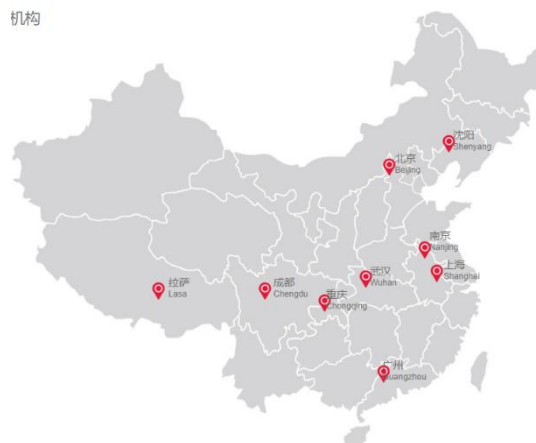 机构
沈阳
Shenyang
北京
Beijing
南京
Nanjing
上海
Shanghai
武汉
Wuhan
拉萨
Lasa
成都
Chengdu
重庆
Chongqing
广州
Guangzhou